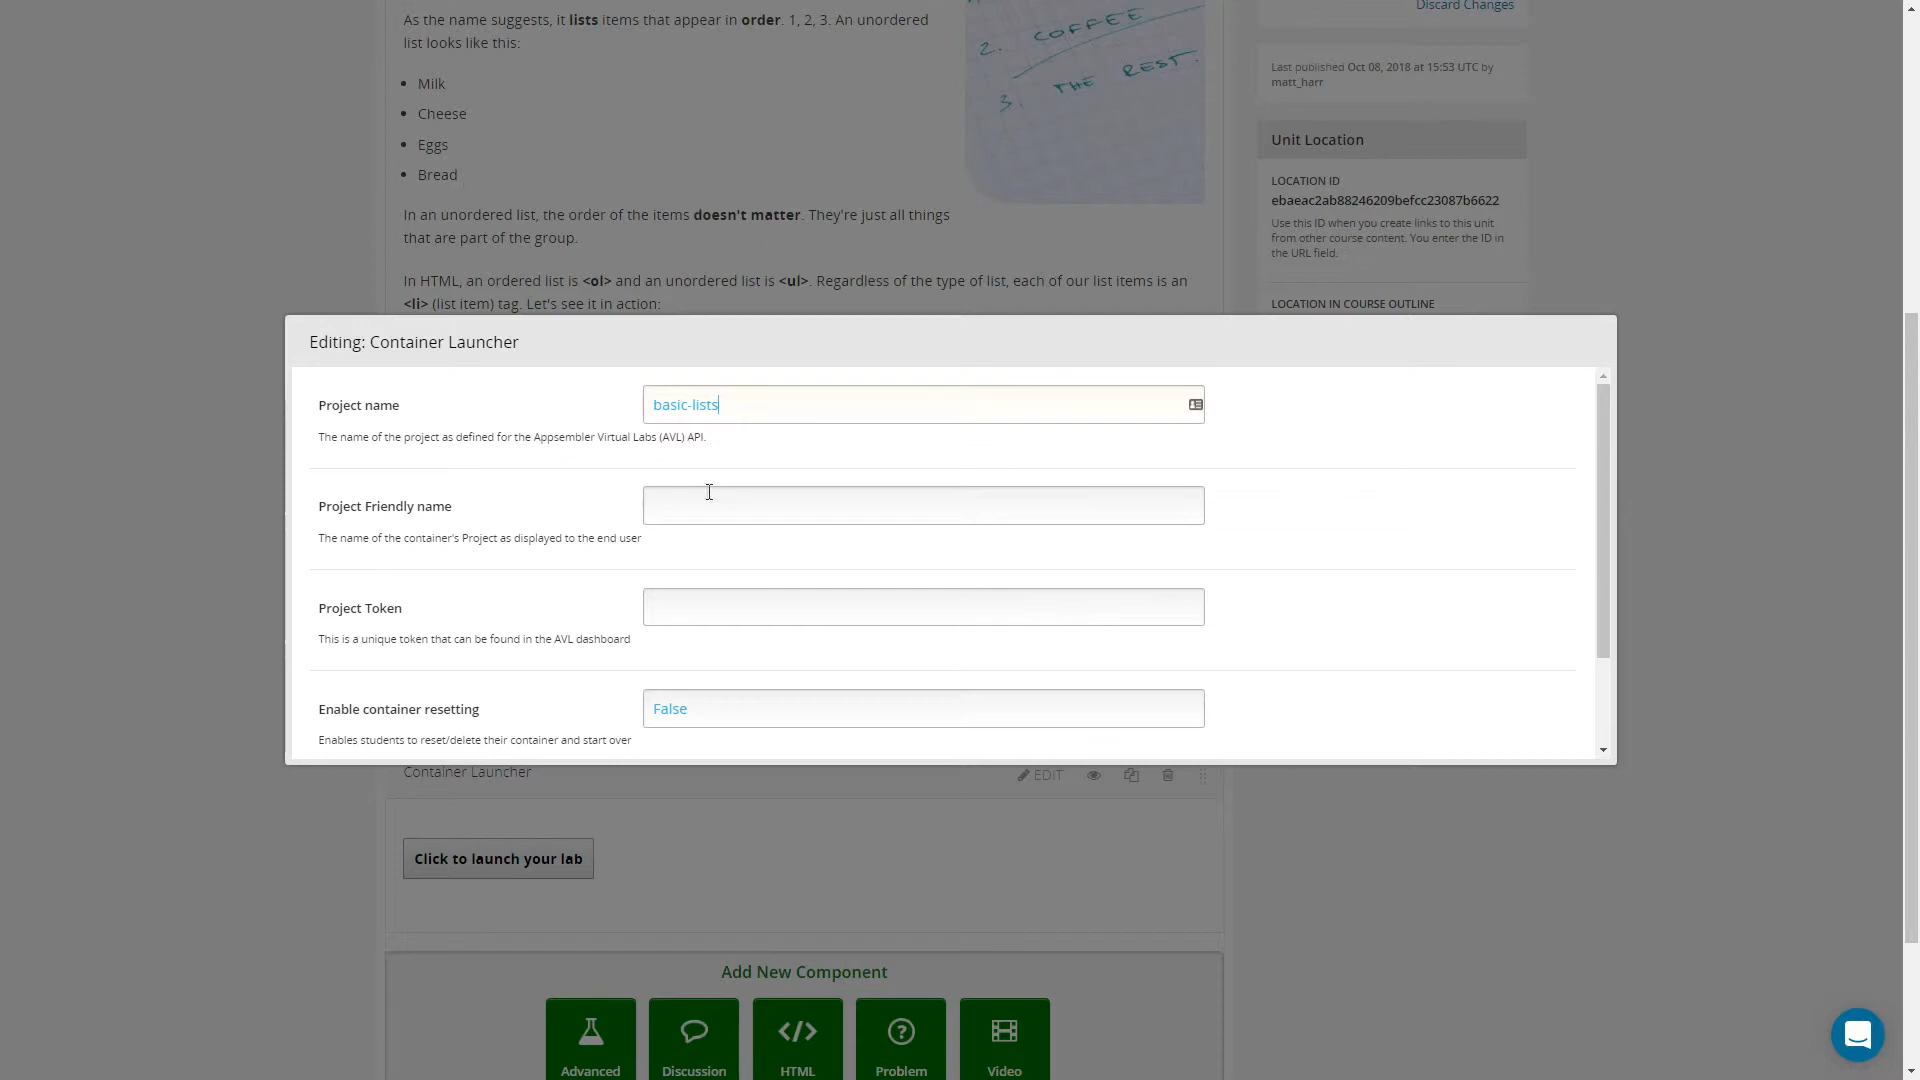 As the name suggests, it lists items that appear in order. 1, 2, 3. An unordered
list looks like this:
Milk
Cheese
Eggs
Bread
2. COFFEE
3. THE REST.
In an unordered list, the order of the items doesn't matter. They're just all things
that are part of the group.
In HTML, an ordered list is <ol> and an unordered list is <ul>. Regardless of the type of list, each of our list items is an
<li> (list item) tag. Let's see it in action:
Discard Changes
Last published Oct 08, 2018 at 15:53 UTC by
matt_harr
Unit Location
LOCATION ID
ebaeac2ab88246209befcc23087b6622
Use this ID when you create links to this unit
from other course content. You enter the ID in
the URL field.
LOCATION IN COURSE OUTLINE
Editing: Container Launcher
Project name
basic-lists
The name of the project as defined for the Appsembler Virtual Labs (AVL) API.
Project Friendly name
The name of the container's Project as displayed to the end user
Project Token
This is a unique token that can be found in the AVL dashboard
Enable container resetting
False
Enables students to reset/delete their container and start over
Container Launcher
EDIT
Click to launch your lab
Add New Component
Advanced
Discussion
HTML
Problem
Video